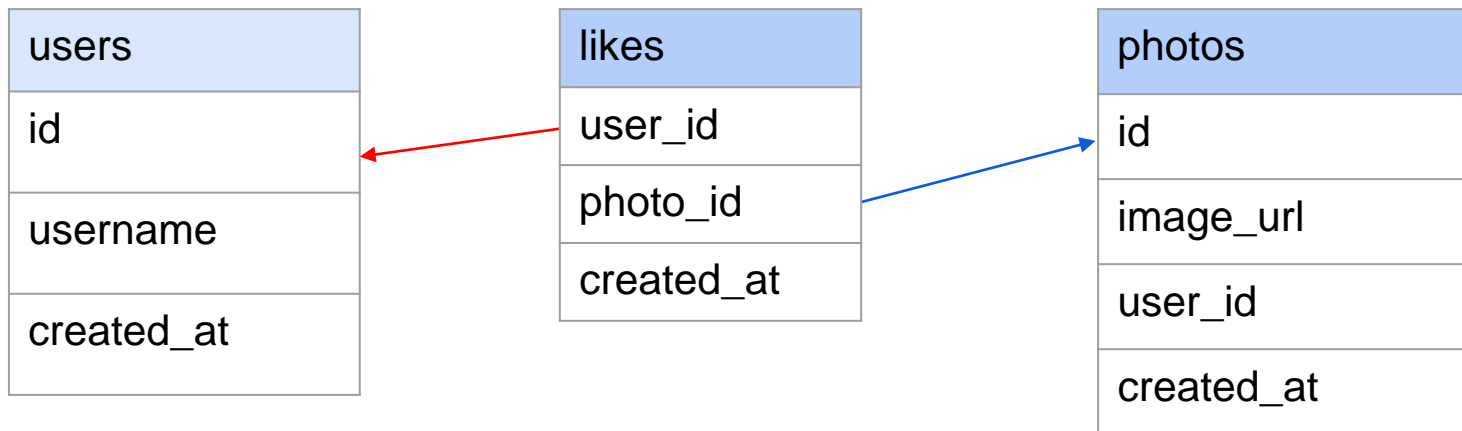 users
id
username
created_at
likes
user_id
photo_id
created_at
photos
id
image_url
user_id
created_at